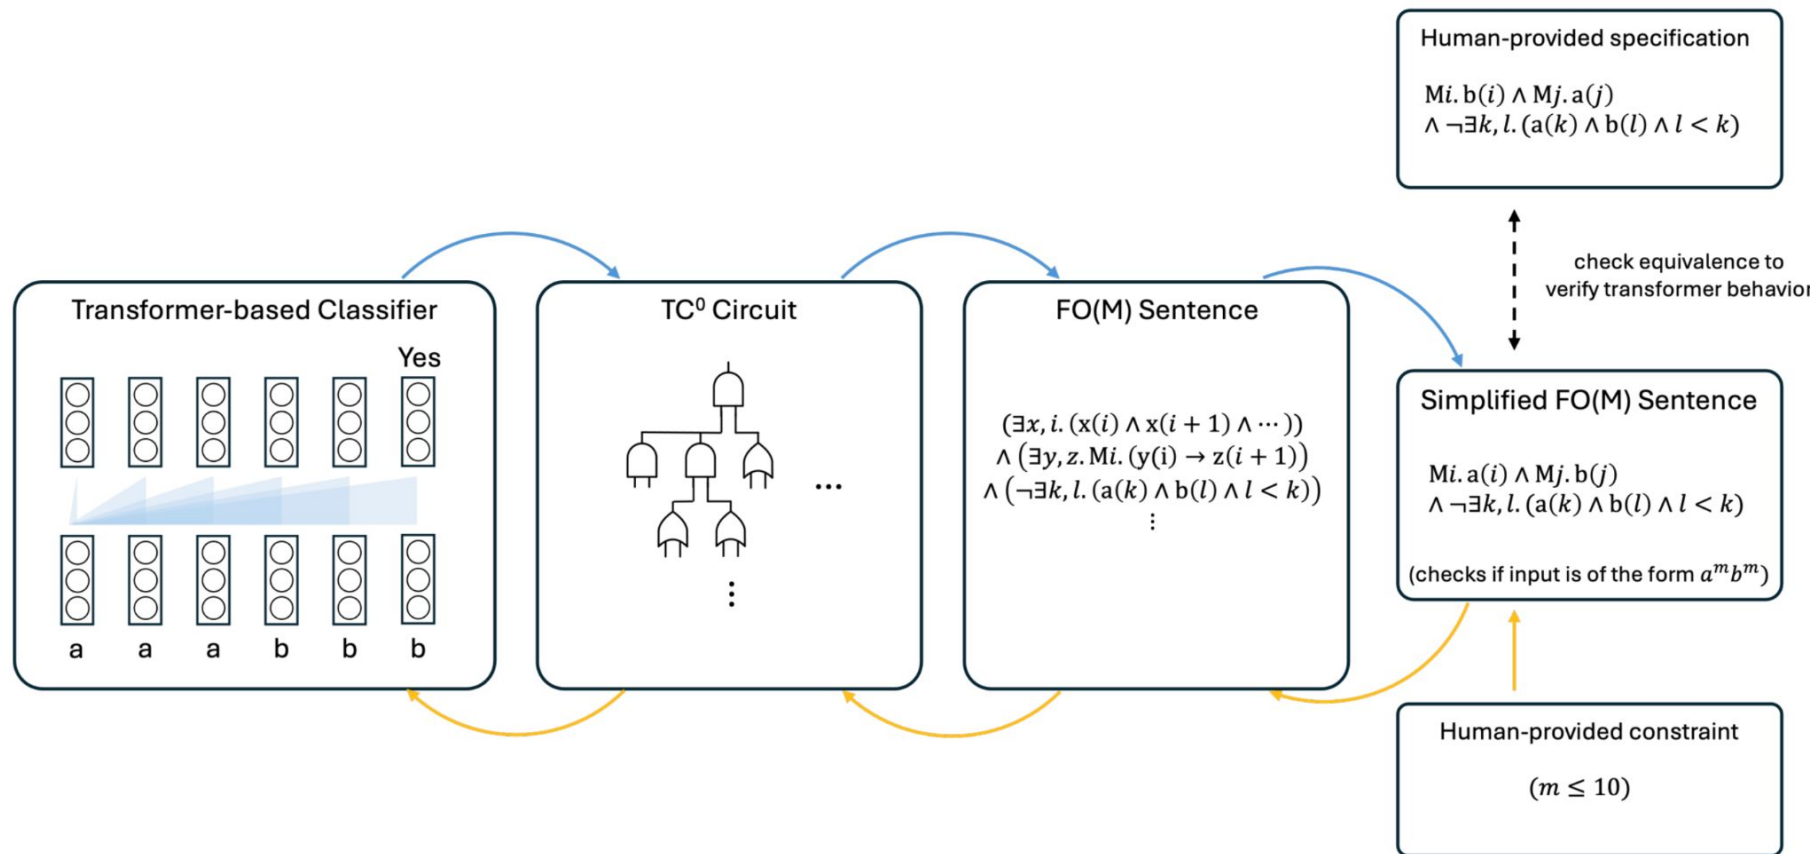 Human-provided specification
Mi. b(i) ∧ Mj. a(j)
∧ ¬∃k, l. (a(k) ∧ b(l) ∧ l < k)
check equivalence to
verify transformer behavior
Transformer-based Classifier
Yes
a a a b b b
TC⁰ Circuit
...
⋮
FO(M) Sentence
(∃x, i. (x(i) ∧ x(i + 1) ∧ ⋯))
∧ (∃y, z. Mi. (y(i) → z(i + 1))
∧ (¬∃k, l. (a(k) ∧ b(l) ∧ l < k))
⋮
Simplified FO(M) Sentence
Mi. a(i) ∧ Mj. b(j)
∧ ¬∃k, l. (a(k) ∧ b(l) ∧ l < k)
(checks if input is of the form aᵐbᵐ)
Human-provided constraint
(m ≤ 10)